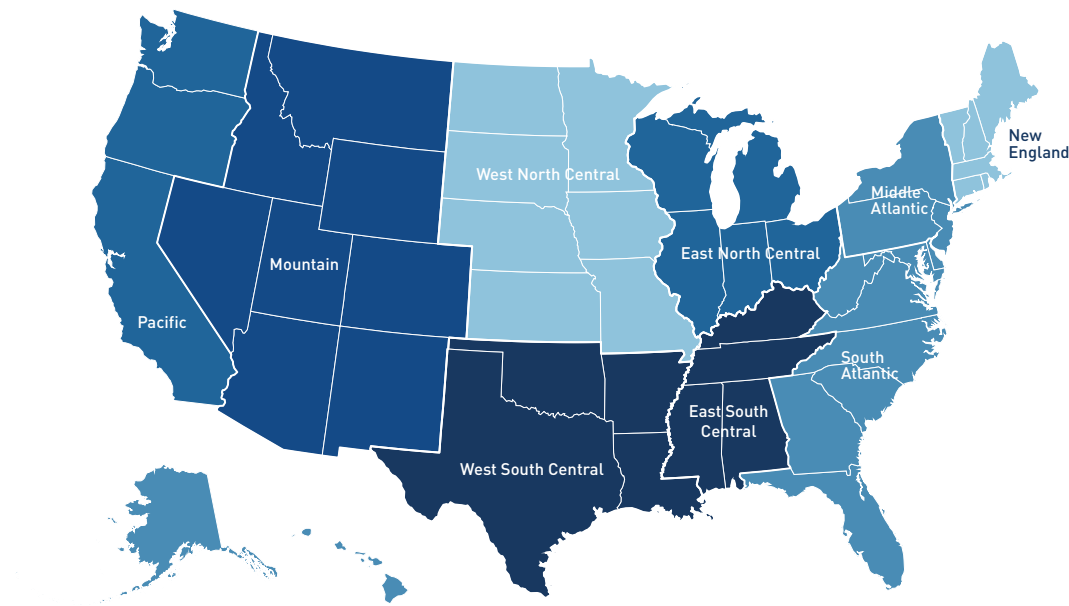 New
England
West North Central
Middle
Atlantic
East North Central
Mountain
Pacific
South
Atlantic
East South
Central
West South Central